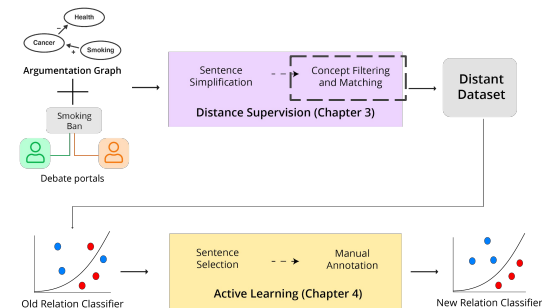 Health
Cancer
Smoking
−
+
Argumentation Graph
Smoking
Ban
Debate portals
Sentence
Simplification
Concept Filtering
and Matching
Distance Supervision (Chapter 3)
Distant
Dataset
Old Relation Classifier
Sentence
Selection
Manual
Annotation
Active Learning (Chapter 4)
New Relation Classifier